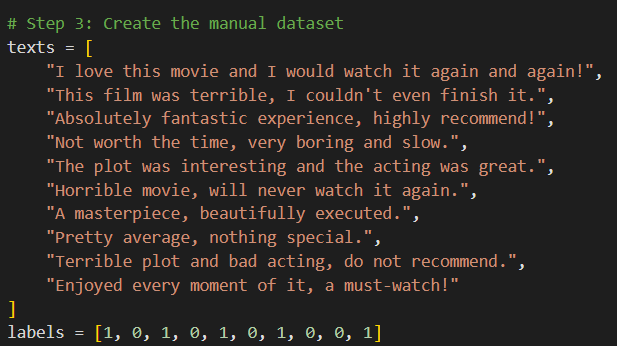 # Step 3: Create the manual dataset
texts = [
    "I love this movie and I would watch it again and again!",
    "This film was terrible, I couldn't even finish it.",
    "Absolutely fantastic experience, highly recommend!",
    "Not worth the time, very boring and slow.",
    "The plot was interesting and the acting was great.",
    "Horrible movie, will never watch it again.",
    "A masterpiece, beautifully executed.",
    "Pretty average, nothing special.",
    "Terrible plot and bad acting, do not recommend.",
    "Enjoyed every moment of it, a must-watch!"
]
labels = [1, 0, 1, 0, 1, 0, 1, 0, 0, 1]